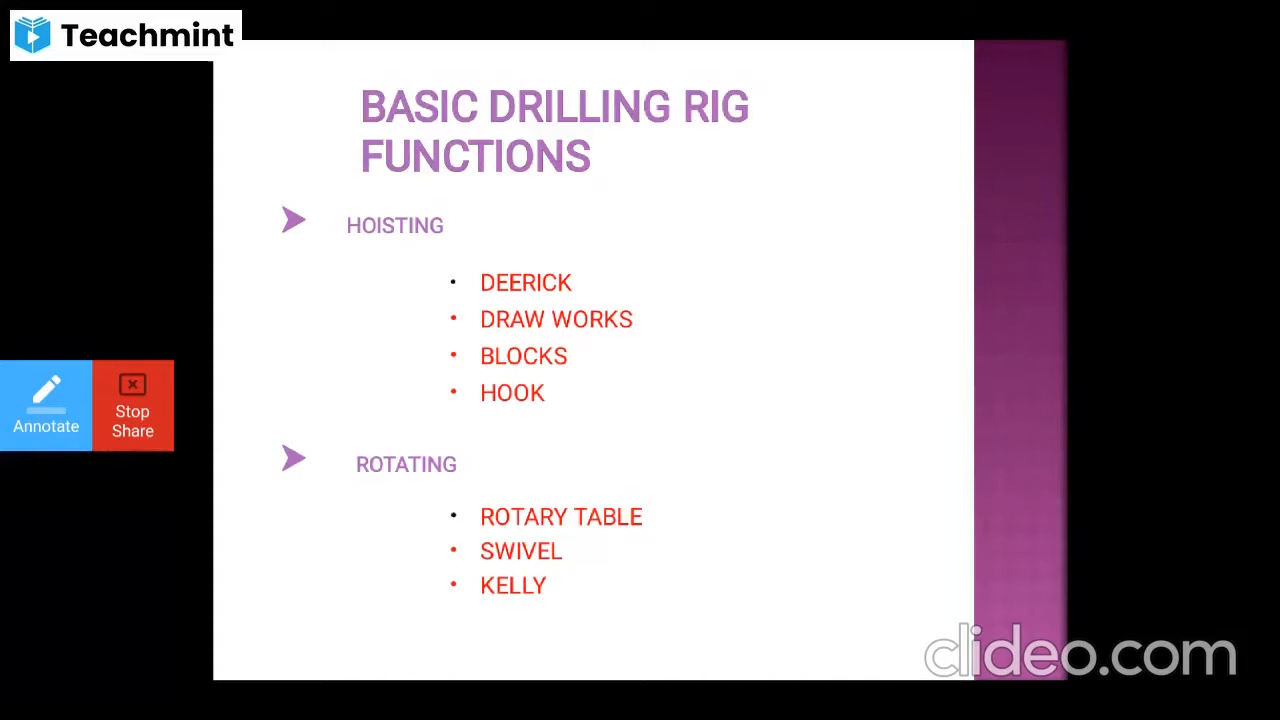 Teachmint
BASIC DRILLING RIG
FUNCTIONS
➤ HOISTING
• DEERICK
• DRAW WORKS
• BLOCKS
• HOOK
Annotate
Stop
Share
➤ ROTATING
• ROTARY TABLE
• SWIVEL
• KELLY
clideo.com